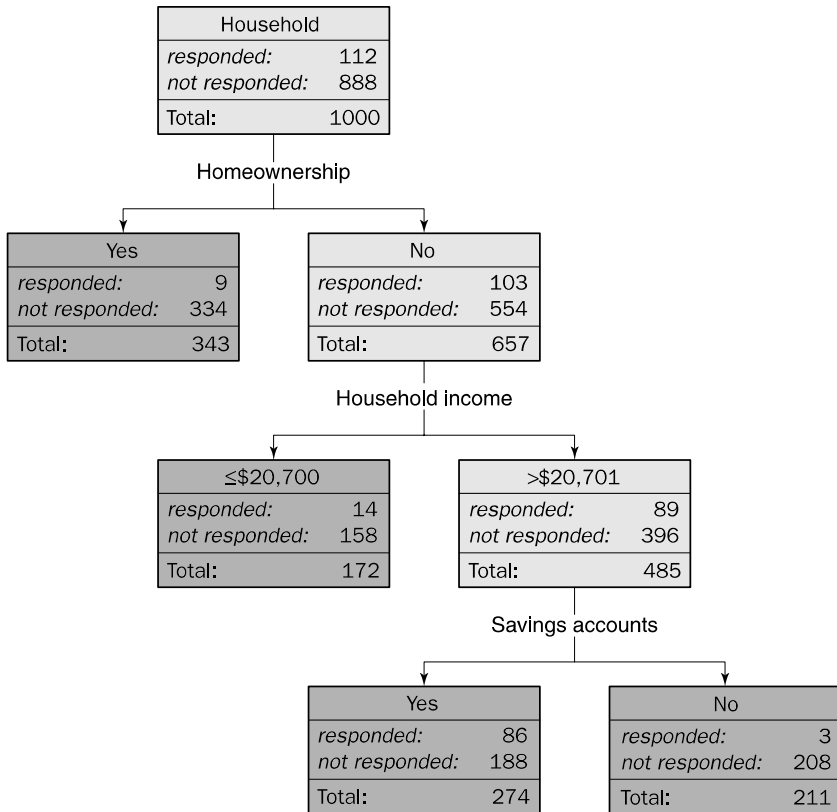 Household
responded: 112
not responded: 888
Total: 1000
Homeownership
Yes
responded: 9
not responded: 334
Total: 343
No
responded: 103
not responded: 554
Total: 657
Household income
≤$20,700
responded: 14
not responded: 158
Total: 172
>$20,701
responded: 89
not responded: 396
Total: 485
Savings accounts
Yes
responded: 86
not responded: 188
Total: 274
No
responded: 3
not responded: 208
Total: 211